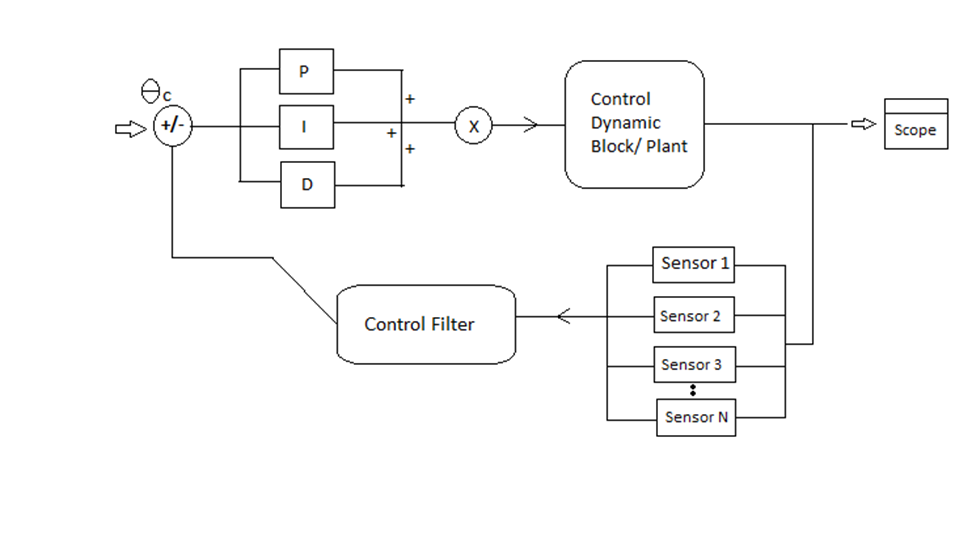 Θc
+/-
P
I
D
+
+
+
X
Control
Dynamic
Block/ Plant
Scope
Sensor 1
Sensor 2
Sensor 3
Sensor N
Control Filter